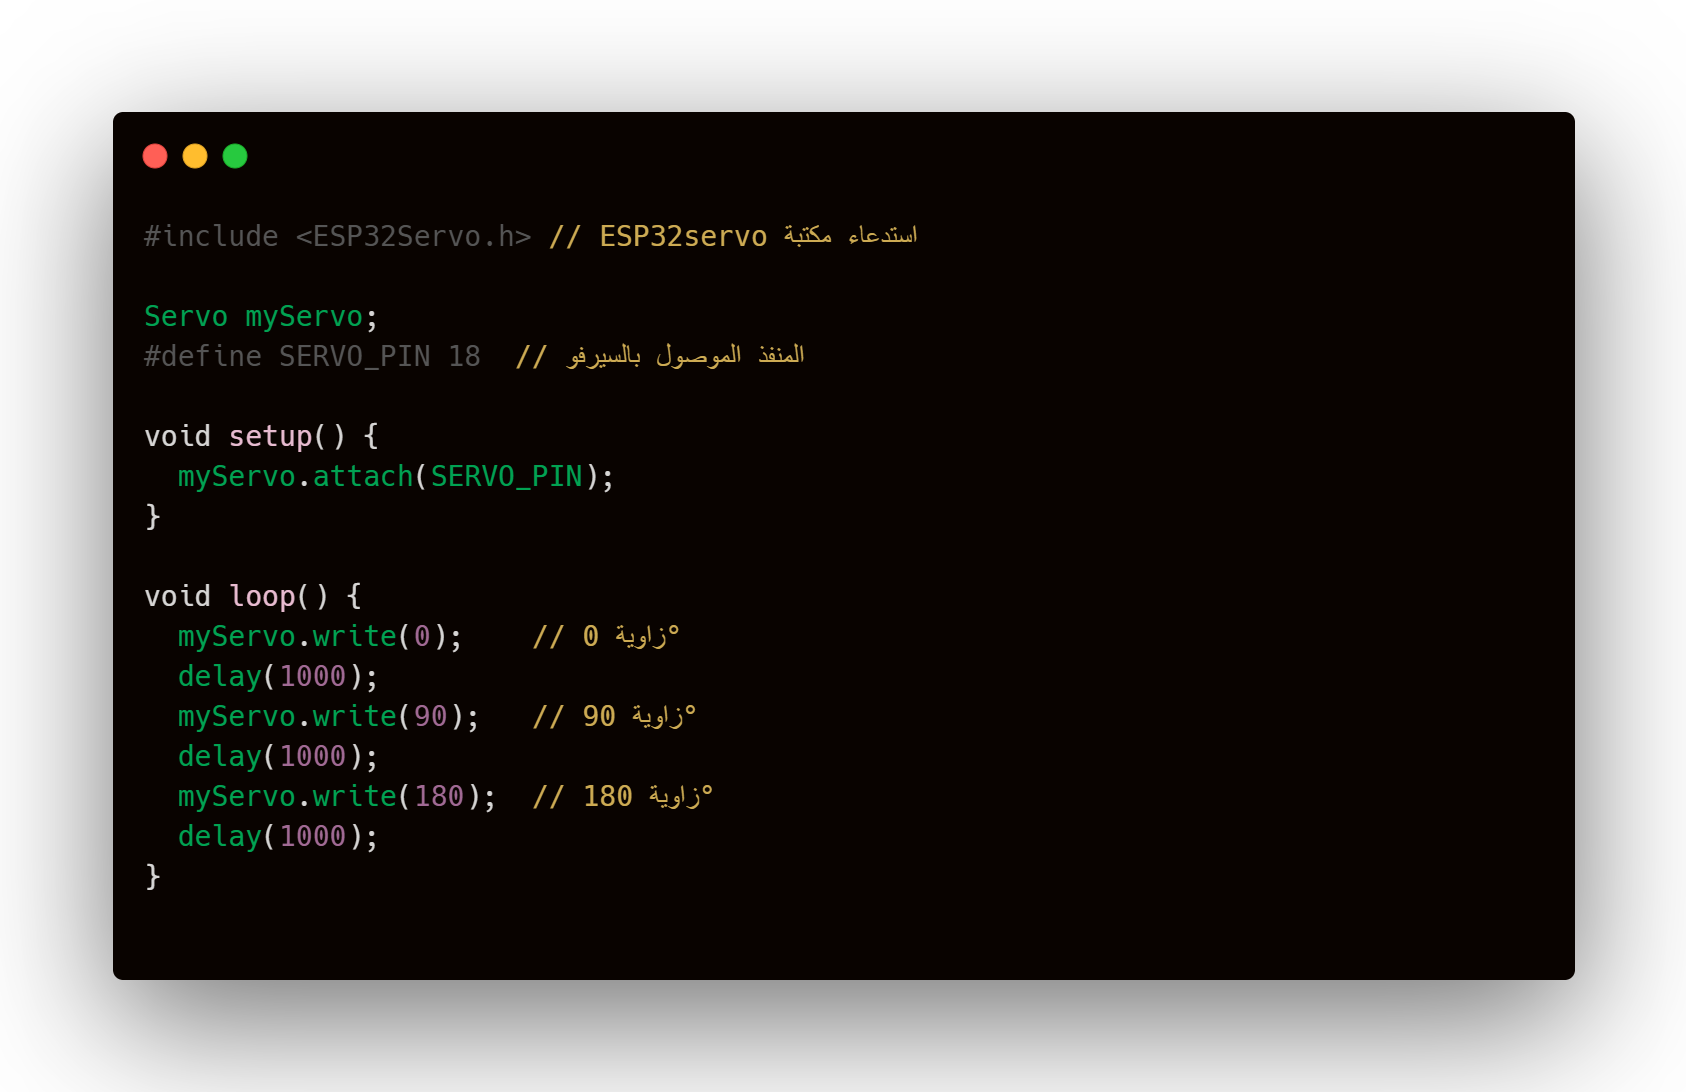 #include <ESP32Servo.h> // ESP32servo استدعاء مكتبة
Servo myServo;
#define SERVO_PIN 18  // المنفذ الموصول بالسيرفو
void setup() {
  myServo.attach(SERVO_PIN);
}
void loop() {
  myServo.write(0);    // 0 زاوية°
  delay(1000);
  myServo.write(90);   // 90 زاوية°
  delay(1000);
  myServo.write(180);  // 180 زاوية°
  delay(1000);
}